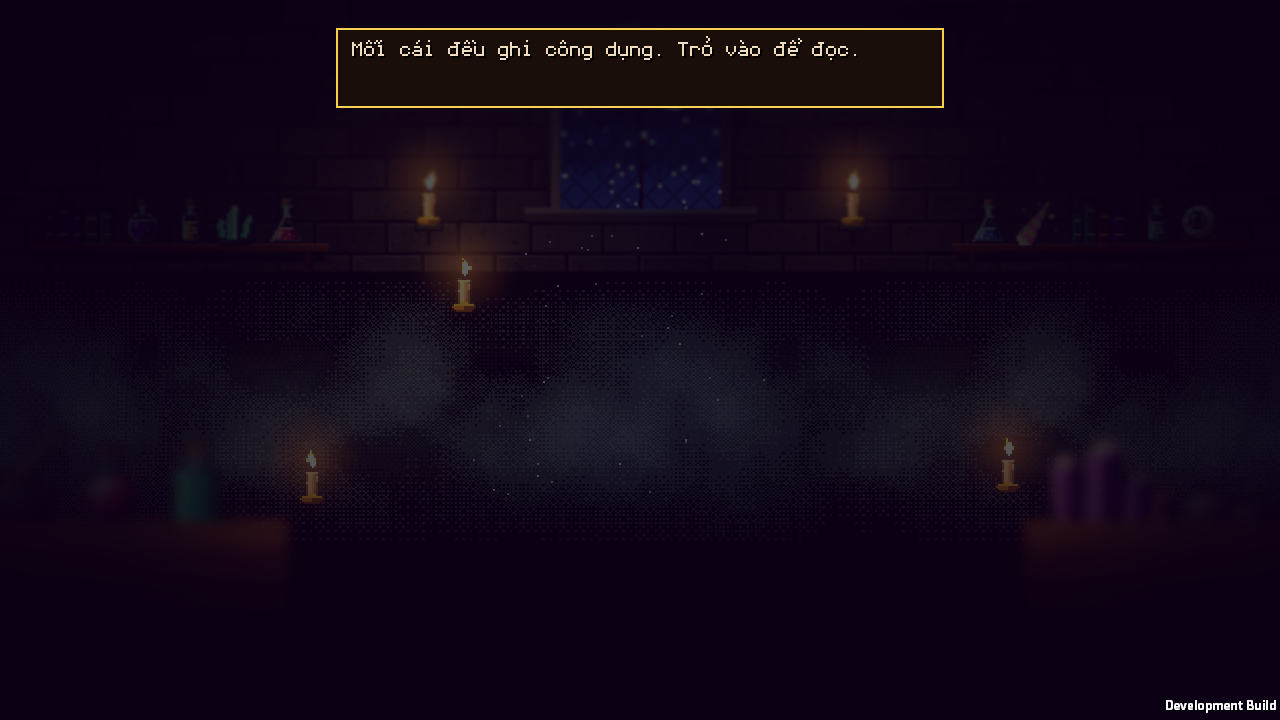 Mỗi cái đều ghi công dụng. Trỏ vào để đọc.
Development Build